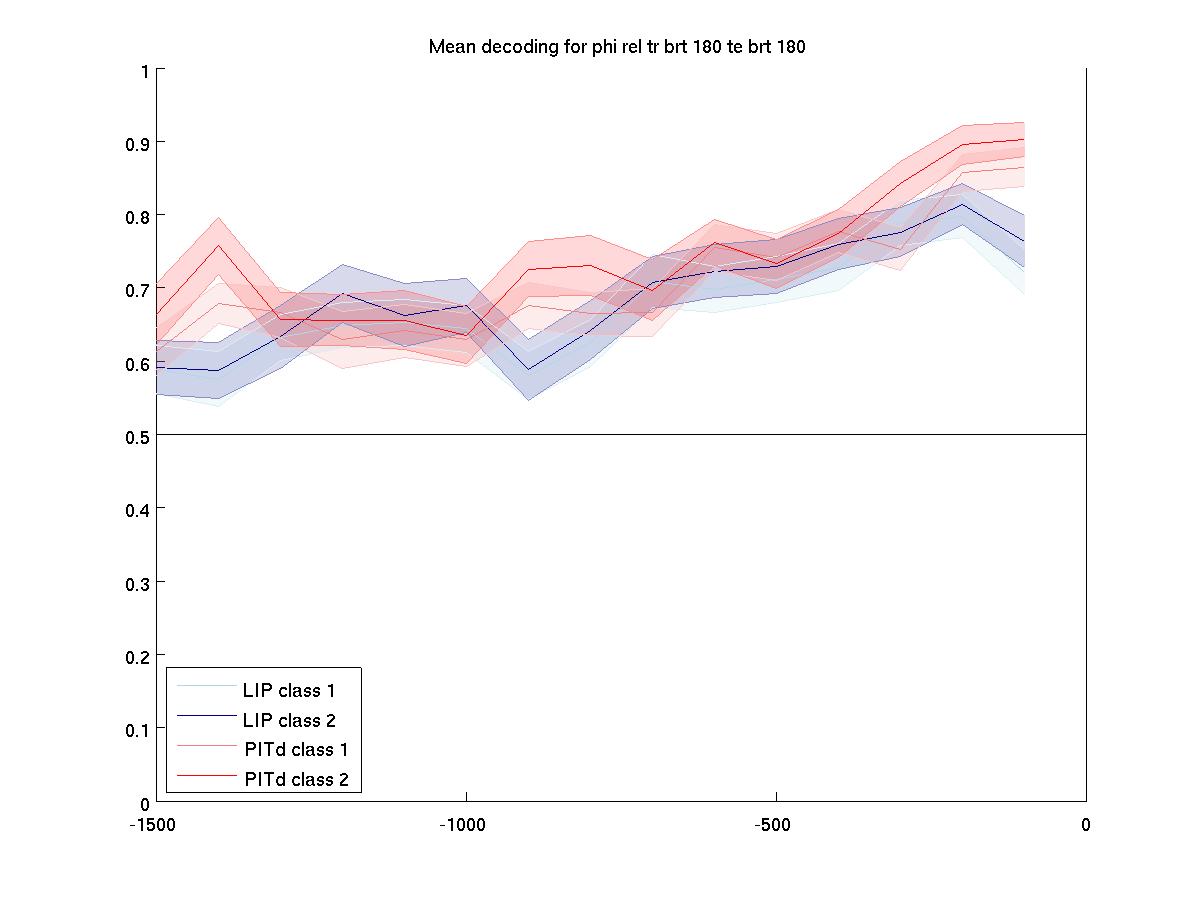 Mean decoding for phi rel tr brt 180 te brt 180
1
0.9
0.8
0.7
0.6
0.5
0.4
0.3
0.2
0.1
0
LIP class 1
LIP class 2
PITd class 1
PITd class 2
-1500 -1000 -500 0